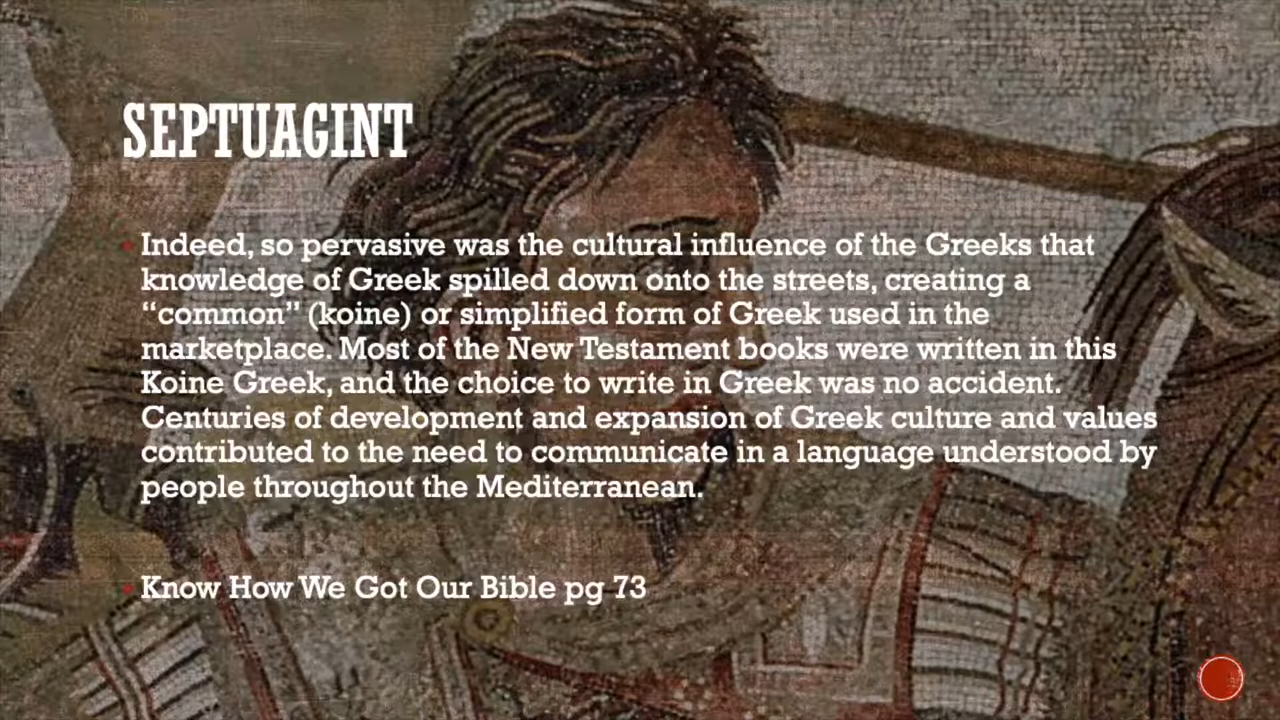 SEPTUAGINT
Indeed, so pervasive was the cultural influence of the Greeks that
knowledge of Greek spilled down onto the streets, creating a
“common” (koine) or simplified form of Greek used in the
marketplace. Most of the New Testament books were written in this
Koine Greek, and the choice to write in Greek was no accident.
Centuries of development and expansion of Greek culture and values
contributed to the need to communicate in a language understood by
people throughout the Mediterranean.
Know How We Got Our Bible pg 73